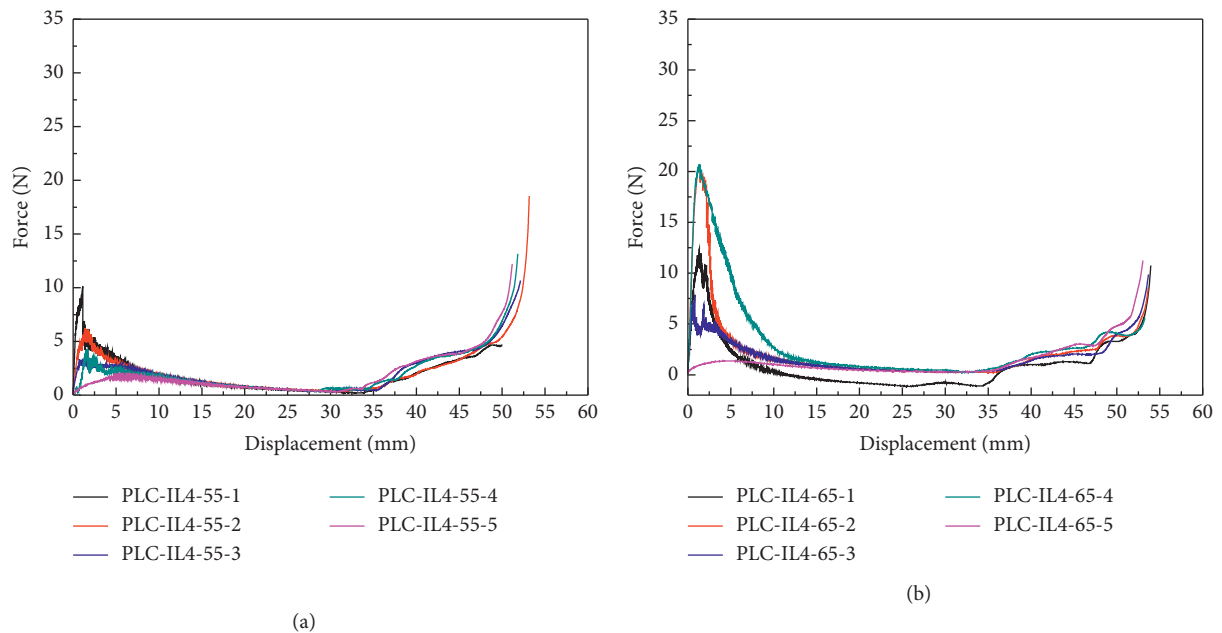 35
30
25
20
15
10
5
0
Force (N)
0 5 10 15 20 25 30 35 40 45 50 55 60
Displacement (mm)
PLC-IL4-55-1
PLC-IL4-55-2
PLC-IL4-55-3
PLC-IL4-55-4
PLC-IL4-55-5
(a)
35
30
25
20
15
10
5
0
Force (N)
0 5 10 15 20 25 30 35 40 45 50 55 60
Displacement (mm)
PLC-IL4-65-1
PLC-IL4-65-2
PLC-IL4-65-3
PLC-IL4-65-4
PLC-IL4-65-5
(b)